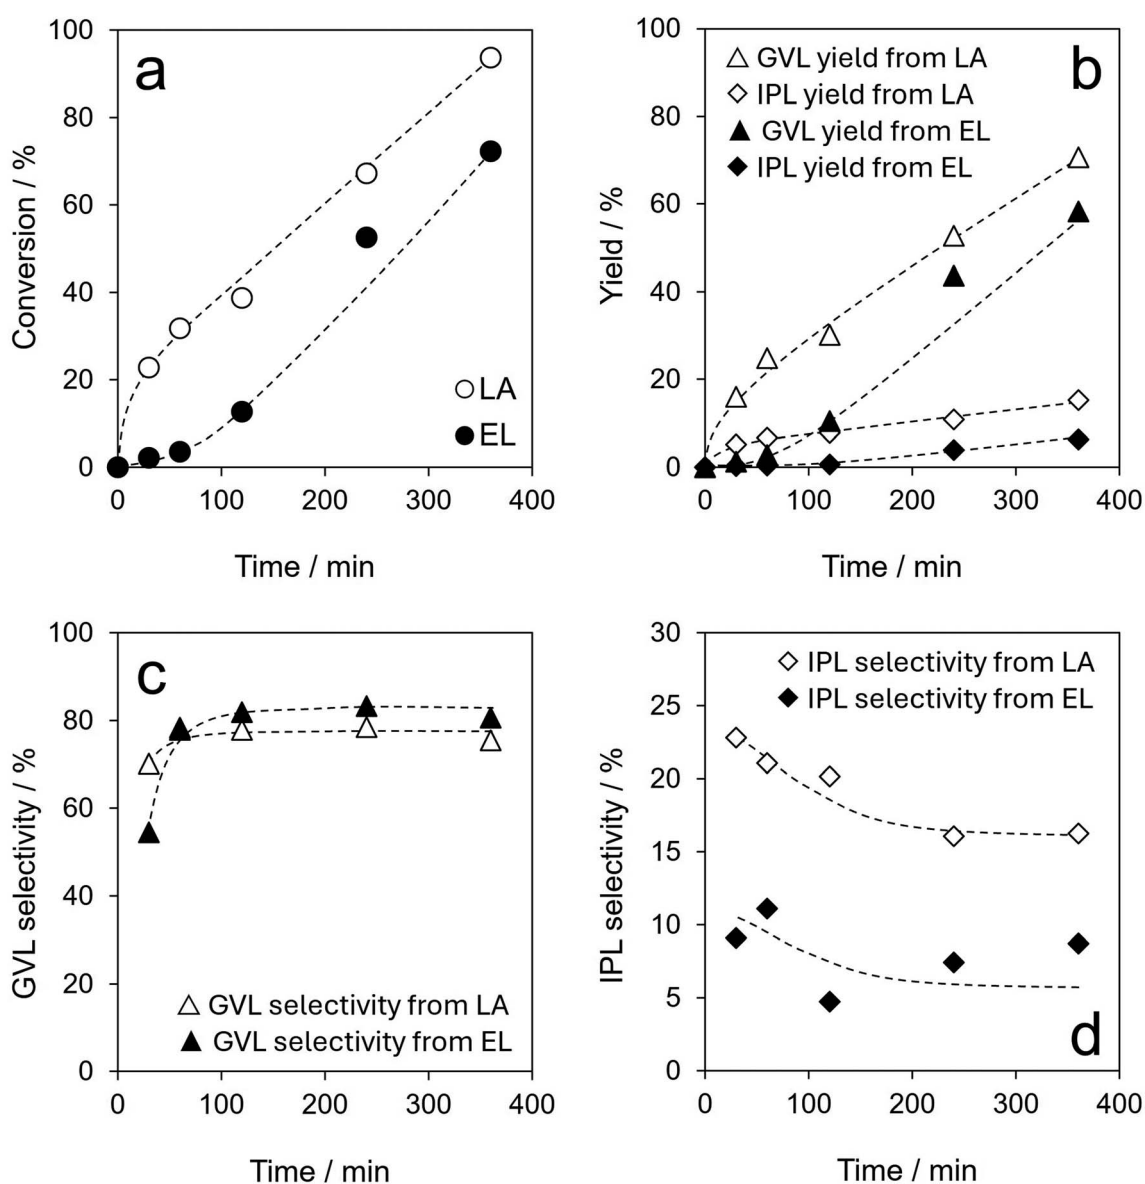 a
100
80
60
40
20
0
Conversion / %
LA
EL
0 100 200 300 400
Time / min
b
100
80
60
40
20
0
Yield / %
GVL yield from LA
IPL yield from LA
GVL yield from EL
IPL yield from EL
0 100 200 300 400
Time / min
c
100
80
60
40
20
0
GVL selectivity / %
GVL selectivity from LA
GVL selectivity from EL
0 100 200 300 400
Time / min
30
25
20
15
10
5
0
IPL selectivity / %
IPL selectivity from LA
IPL selectivity from EL
d
0 100 200 300 400
Time / min